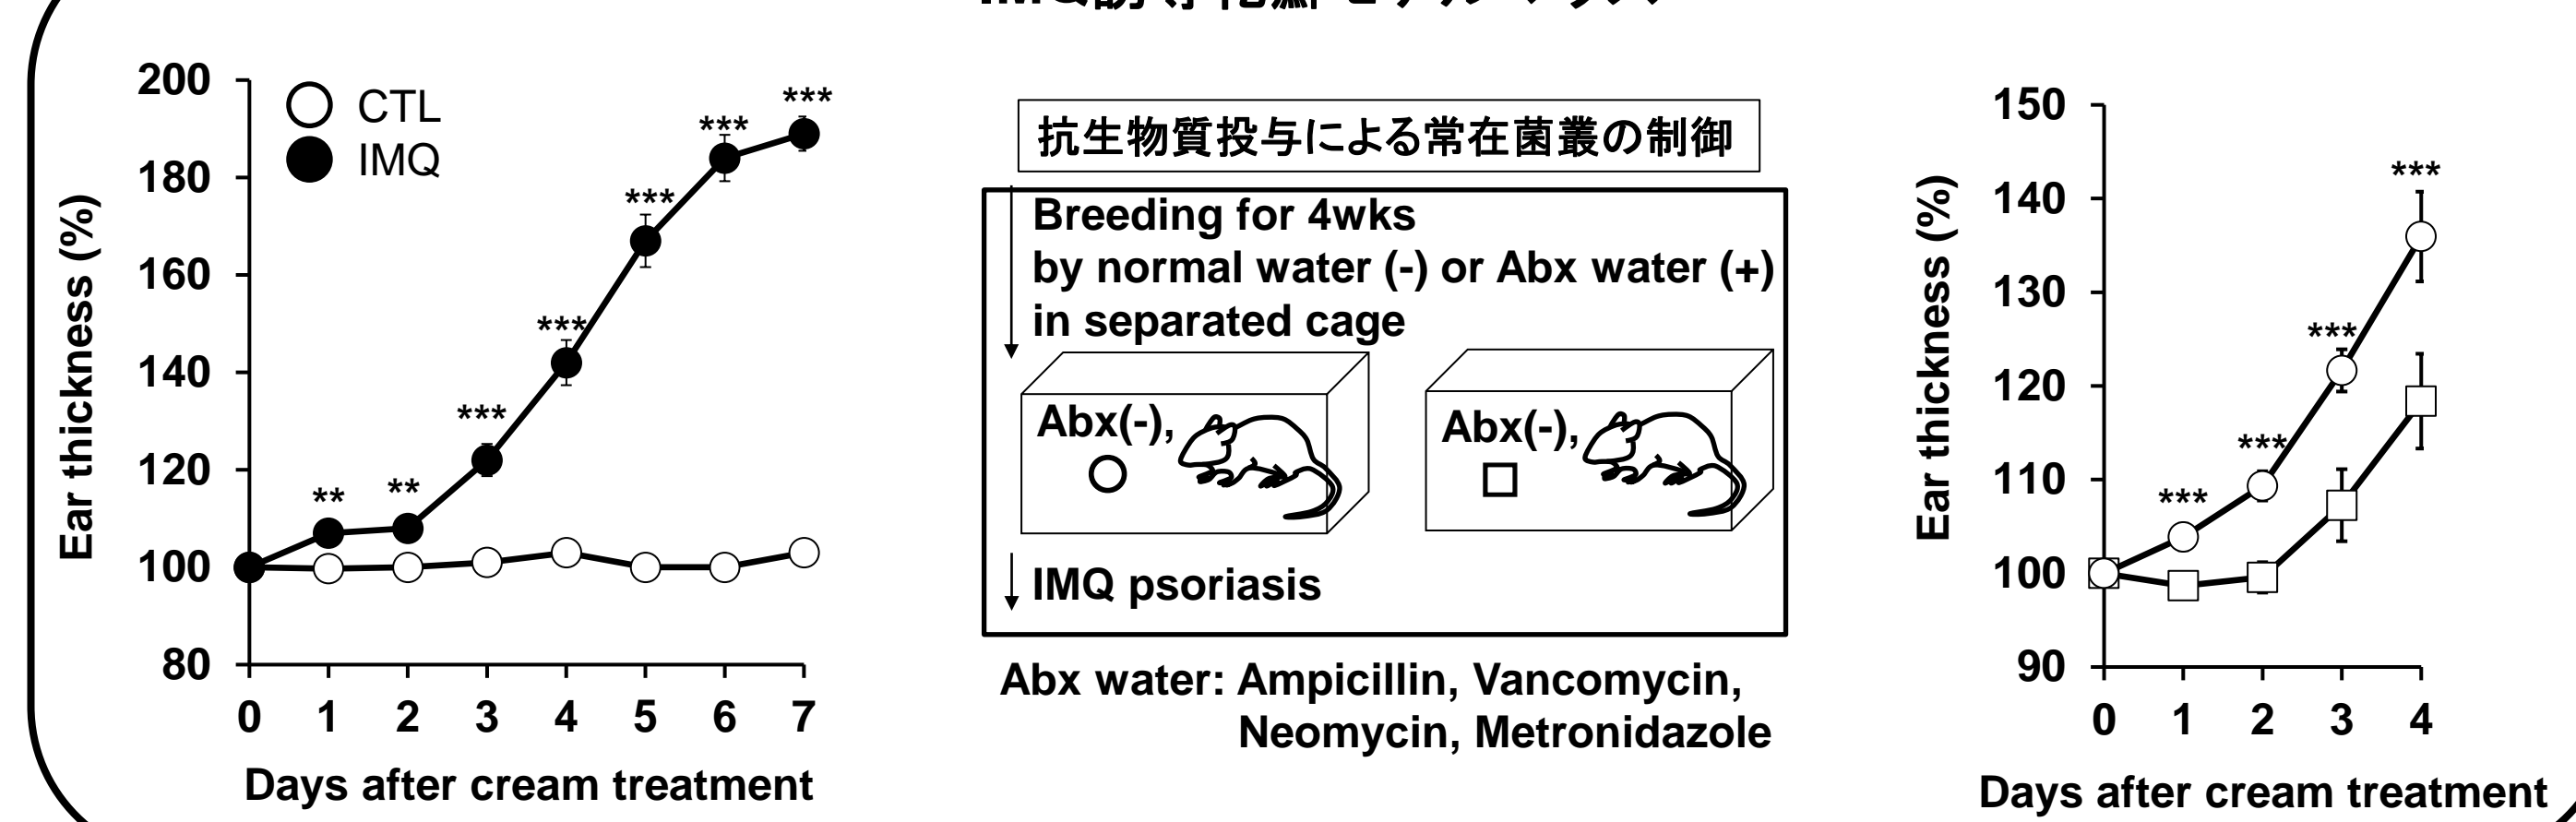 200
180
160
140
120
100
80
Ear thickness (%)
CTL
IMQ
**
**
***
***
***
***
***
0 1 2 3 4 5 6 7
Days after cream treatment
抗生物質投与による常在菌叢の制御
Breeding for 4wks
by normal water (-) or Abx water (+)
in separated cage
Abx(-),
Abx(-),
IMQ psoriasis
Abx water: Ampicillin, Vancomycin,
Neomycin, Metronidazole
150
140
130
120
110
100
90
Ear thickness (%)
***
***
***
***
0 1 2 3 4
Days after cream treatment